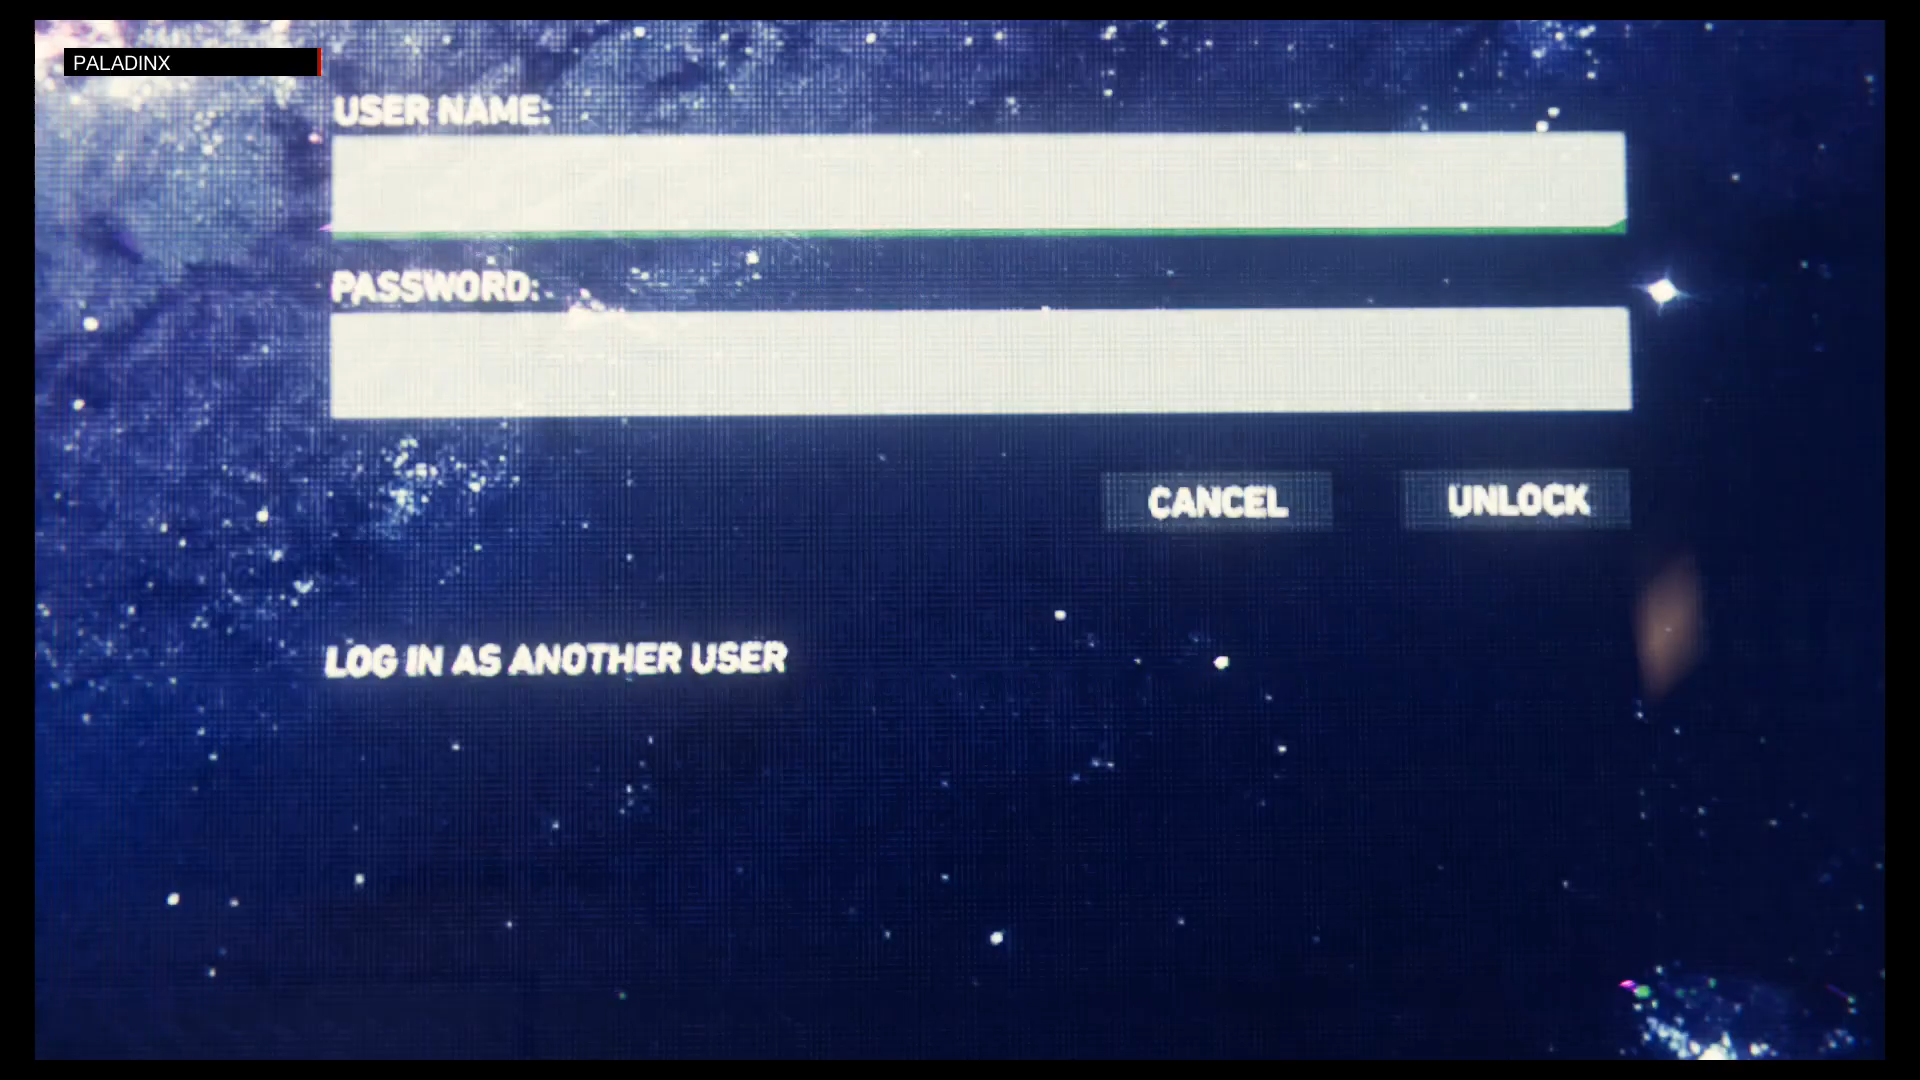 PALADINX
USER NAME:
PASSWORD:
CANCEL UNLOCK
LOG IN AS ANOTHER USER